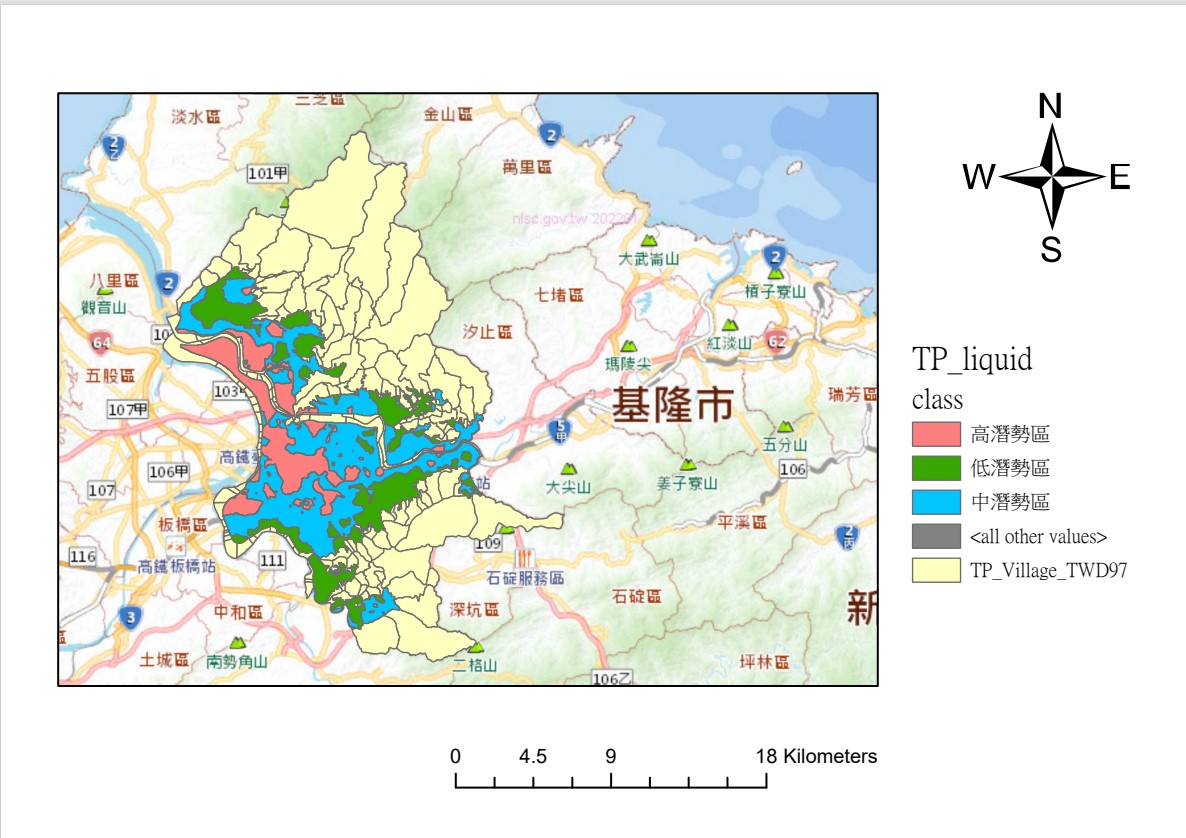 三芝區
淡水區
金山區
2
2
乙
萬里區
101甲
nlsc.gov.tw 202201
大武崙山
2
八里區
2
槓子寮山
觀音山
七堵區
汐止區
10
64
紅淡山
62
瑪陵尖
五股區
103
瑞芳區
107甲
基隆市
5
甲
五分山
高鐵
106甲
106
站
107
大尖山
姜子寮山
板橋區
平溪區
2
丙
109
116
111
高鐵板橋站
石碇服務區
石碇區
3
中和區
深坑區
新
區
土城區
南勢角山
二格山
坪林區
106乙
N
W
E
S
TP_liquid
class
高潛勢區
低潛勢區
中潛勢區
<all other values>
TP_Village_TWD97
0 4.5 9 18 Kilometers